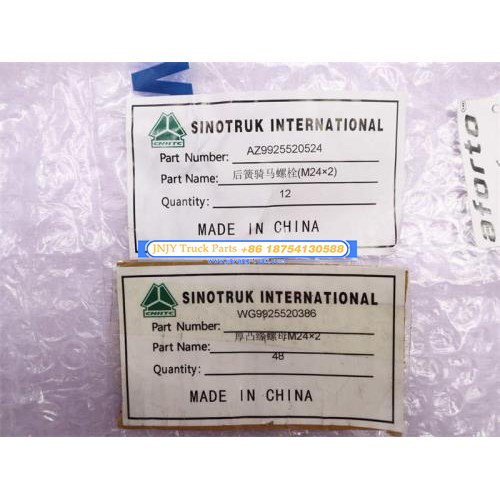 SINOTRUK INTERNATIONAL
CNHTC
Part Number: AZ9925520524
Part Name: 后簧骑马螺栓(M24×2)
Quantity: 12
MADE IN CHINA
JNJY Truck Parts +86 18754130588
aforto
SINOTRUK INTERNATIONAL
CNHTC
WG9925520386
Part Number:
厚凸缘螺母M24×2
Part Name:
48
Quantity:
MADE IN CHINA